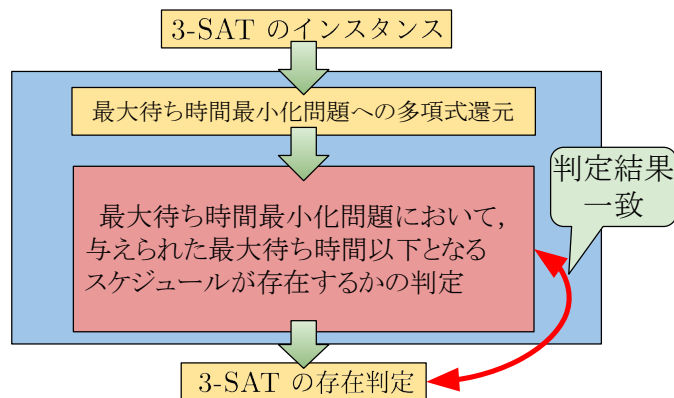 3-SAT のインスタンス
最大待ち時間最小化問題への多項式還元
判定結果
一致
最大待ち時間最小化問題において,
与えられた最大待ち時間以下となる
スケジュールが存在するかの判定
3-SAT の存在判定